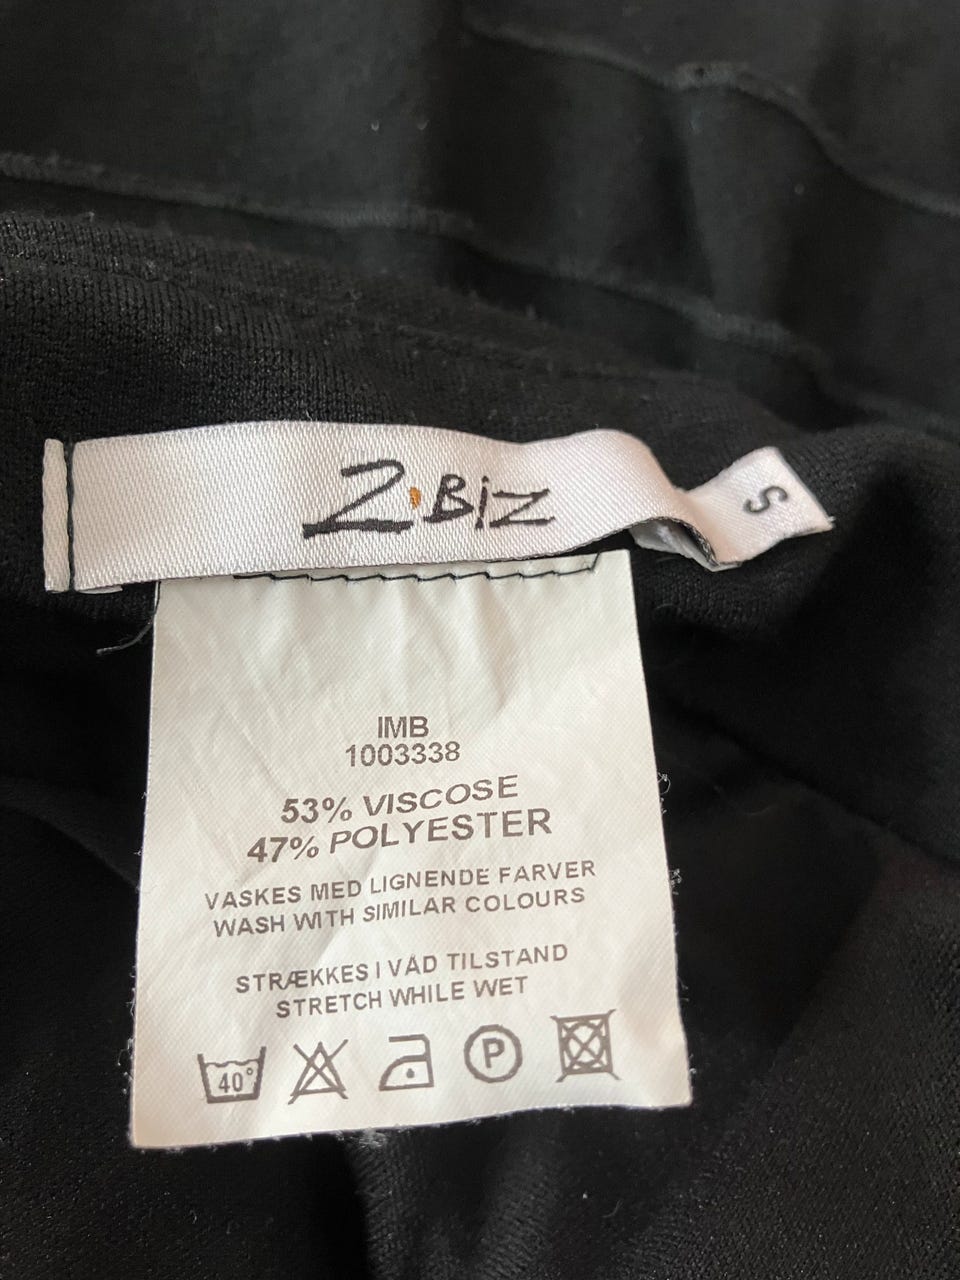 2·BIZ
S
IMB
1003338
53% VISCOSE
47% POLYESTER
VASKES MED LIGNENDE FARVER
WASH WITH SIMILAR COLOURS
STRÆKKES I VÅD TILSTAND
STRETCH WHILE WET
40°
P